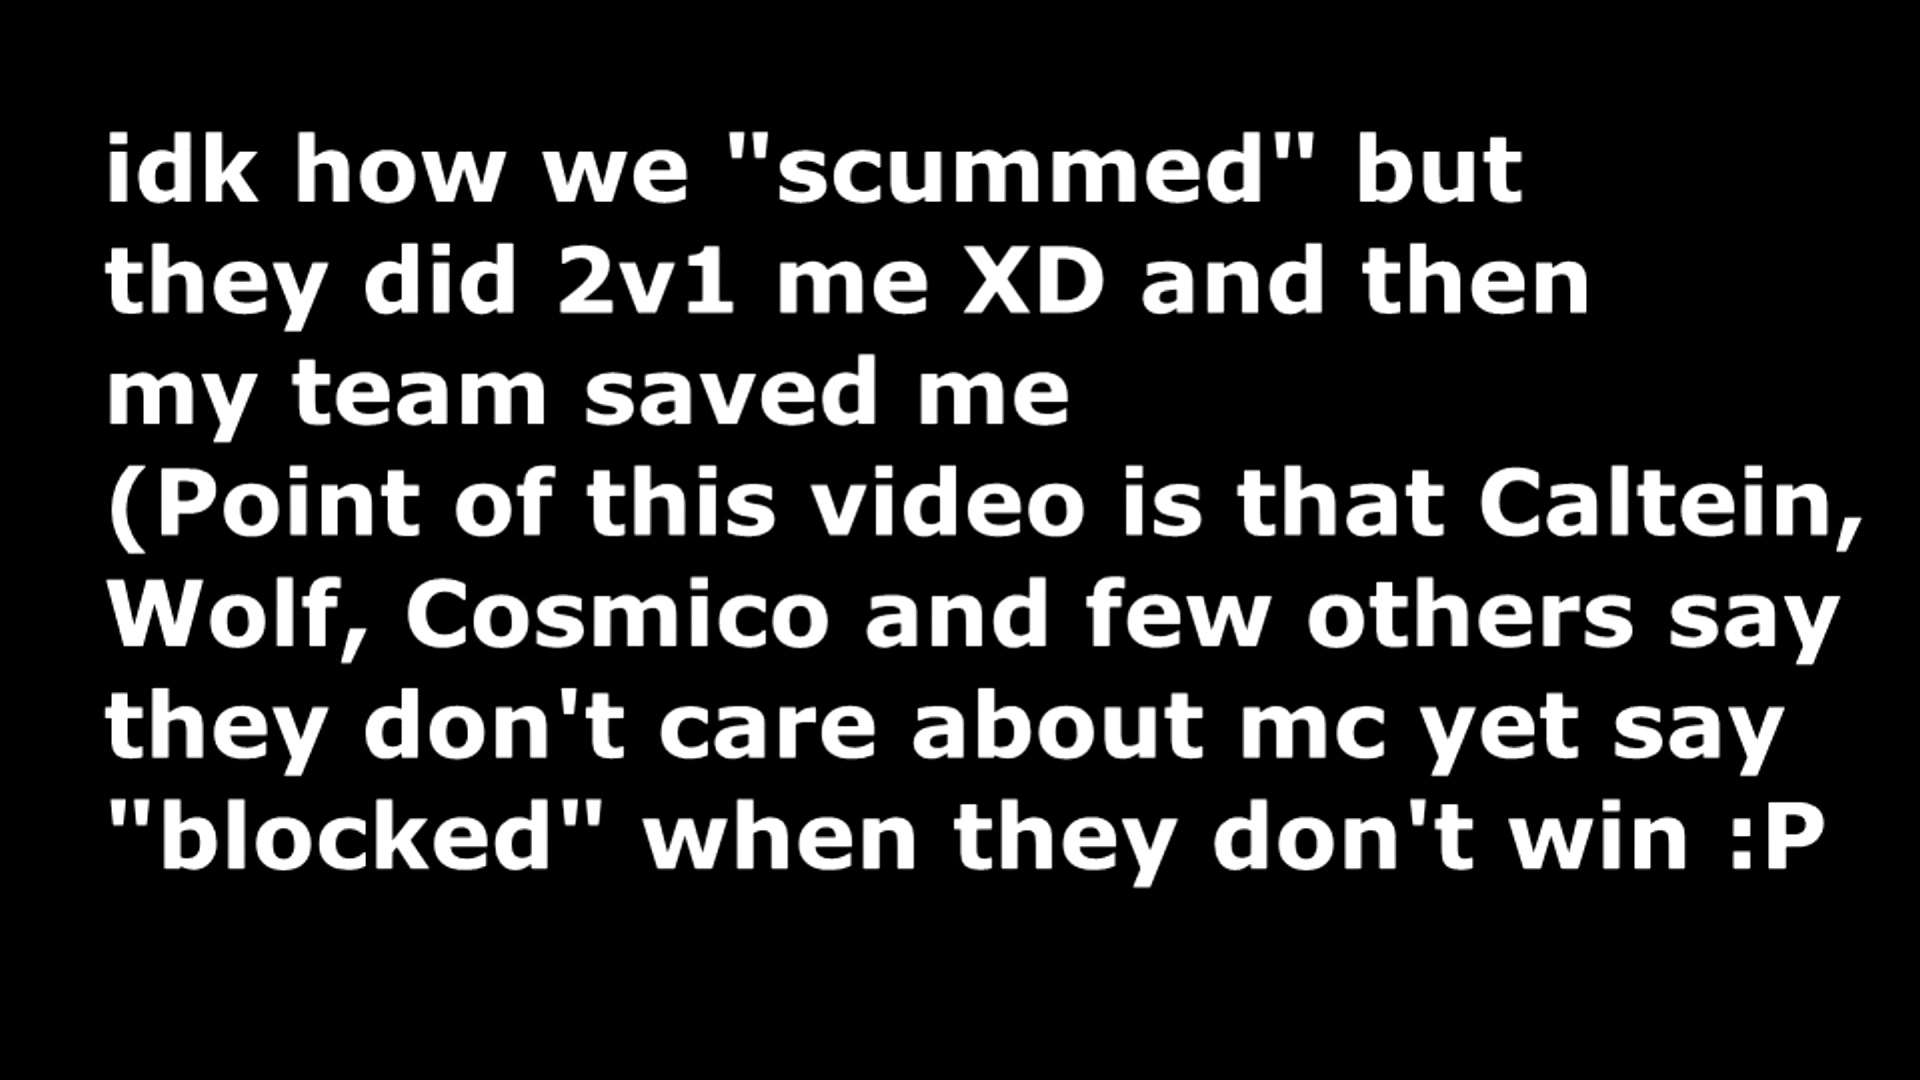 idk how we "scummed" but
they did 2v1 me XD and then
my team saved me
(Point of this video is that Caltein,
Wolf, Cosmico and few others say
they don't care about mc yet say
"blocked" when they don't win :P